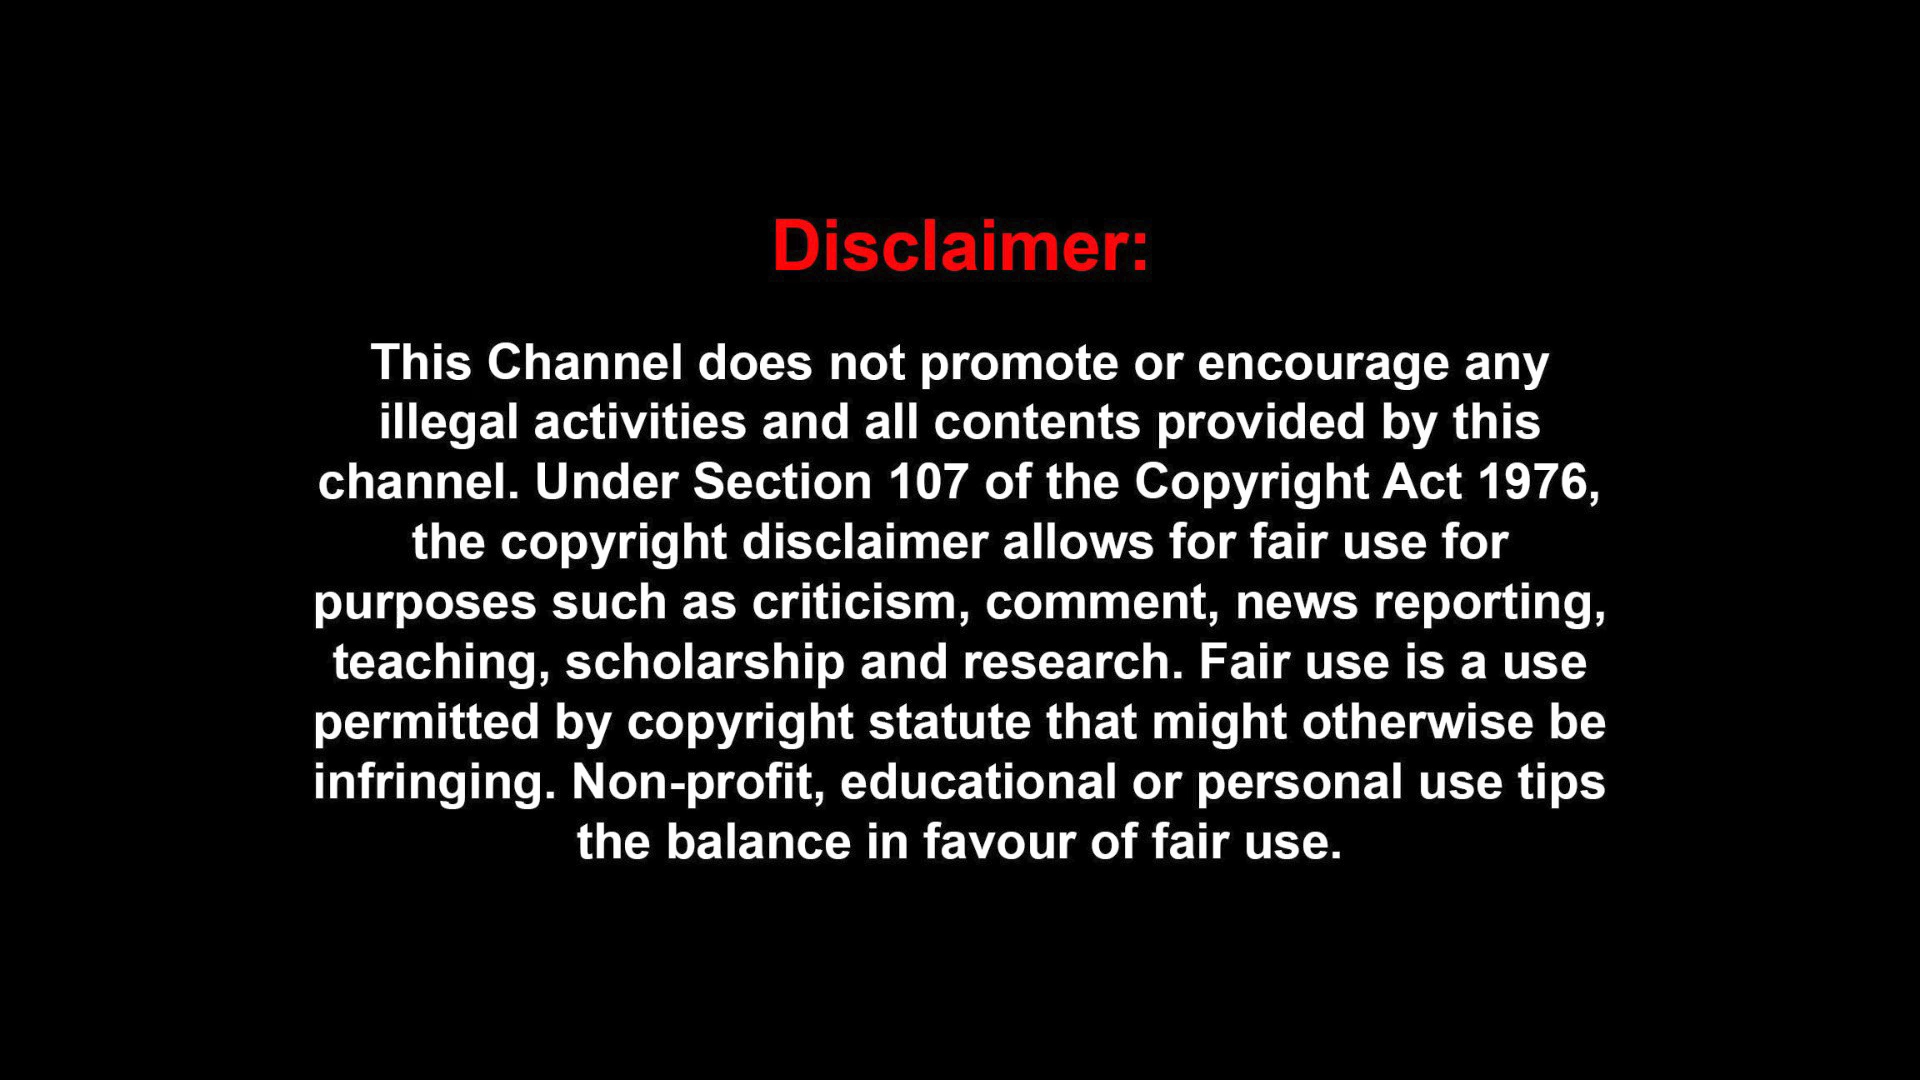 Disclaimer:
This Channel does not promote or encourage any
illegal activities and all contents provided by this
channel. Under Section 107 of the Copyright Act 1976,
the copyright disclaimer allows for fair use for
purposes such as criticism, comment, news reporting,
teaching, scholarship and research. Fair use is a use
permitted by copyright statute that might otherwise be
infringing. Non-profit, educational or personal use tips
the balance in favour of fair use.